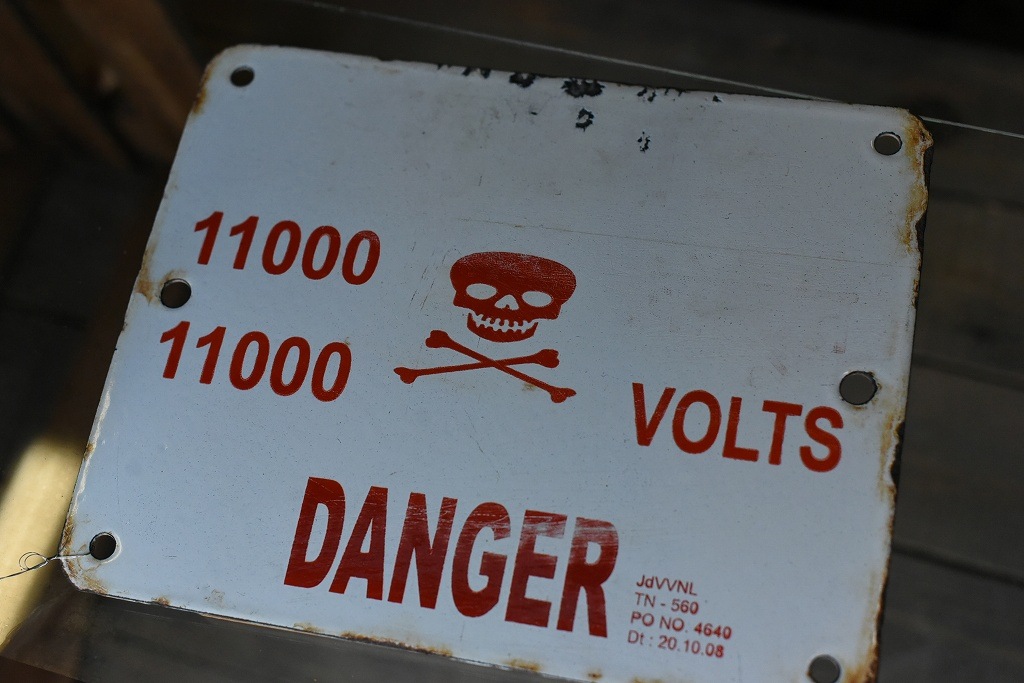 11000
11000
VOLTS
DANGER
JdVVNL
TN - 560
PO NO. 4640
Dt : 20.10.08